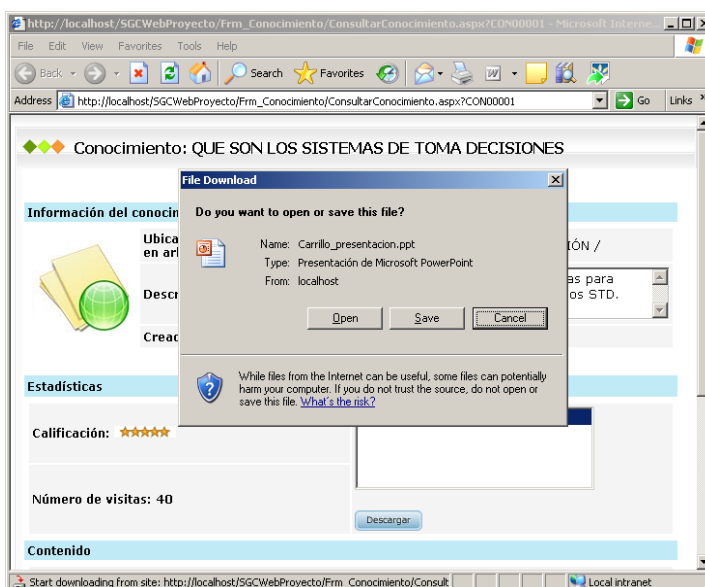 http://localhost/SGCWebProyecto/Frm_Conocimiento/ConsultarConocimiento.aspx?CON00001 - Microsoft Interne...
File Edit View Favorites Tools Help
Back Search Favorites
Address http://localhost/SGCWebProyecto/Frm_Conocimiento/ConsultarConocimiento.aspx?CON00001 Go Links »
Conocimiento: QUE SON LOS SISTEMAS DE TOMA DECISIONES
File Download
Do you want to open or save this file?
Name: Carrillo_presentacion.ppt
Type: Presentación de Microsoft PowerPoint
From: localhost
Open Save Cancel
While files from the Internet can be useful, some files can potentially
harm your computer. If you do not trust the source, do not open or
save this file. What's the risk?
Información del conocin
Ubica
en arl
IÓN /
Descr
as para
os STD.
Creac
Estadísticas
Calificación:
Número de visitas: 40
Descargar
Contenido
Start downloading from site: http://localhost/SGCWebProyecto/Frm_Conocimiento/Consult Local intranet